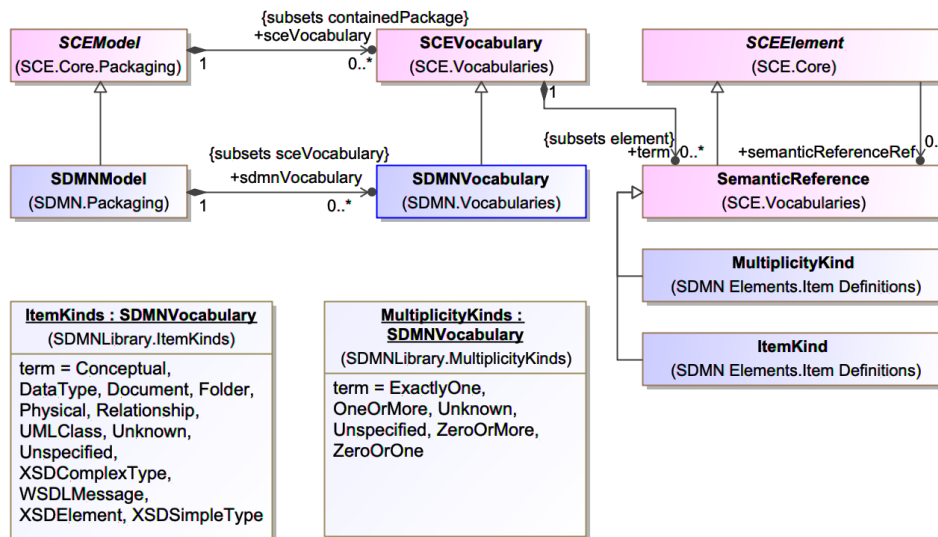 {subsets containedPackage}
SCEModel
(SCE.Core.Packaging)
+sceVocabulary
1
0..*
SCEVocabulary
(SCE.Vocabularies)
SCEElement
(SCE.Core)
1
{subsets element}
+term
0..*
+semanticReferenceRef
0..
{subsets sceVocabulary}
SDMNModel
(SDMN.Packaging)
+sdmnVocabulary
1
0..*
SDMNVocabulary
(SDMN.Vocabularies)
SemanticReference
(SCE.Vocabularies)
MultiplicityKind
(SDMN Elements.Item Definitions)
ItemKind
(SDMN Elements.Item Definitions)
ItemKinds : SDMNVocabulary
(SDMNLibrary.ItemKinds)
term = Conceptual,
DataType, Document, Folder,
Physical, Relationship,
UMLClass, Unknown,
Unspecified,
XSDComplexType,
WSDLMessage,
XSDElement, XSDSimpleType
MultiplicityKinds :
SDMNVocabulary
(SDMNLibrary.MultiplicityKinds)
term = ExactlyOne,
OneOrMore, Unknown,
Unspecified, ZeroOrMore,
ZeroOrOne